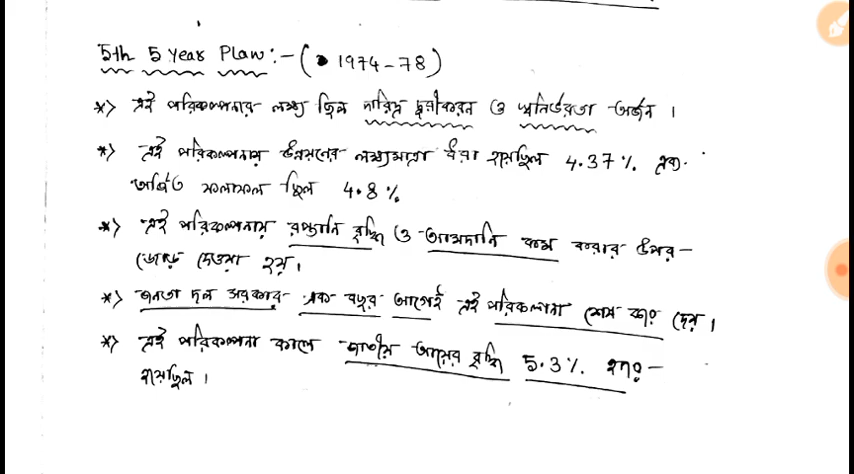 5th 5 Year Plan :- ( 1974-78)
*> এই পরিকল্পনার লক্ষ্য ছিল দারিদ্র দূরীকরন ও স্বনির্ভরতা অর্জন ।
*> এই পরিকল্পনায় উন্নয়নের লক্ষ্যমাত্রা ধরা হয়েছিল 4.37% এবং
অর্জিত ফলাফল ছিল 4.8%
*> এই পরিকল্পনায় রপ্তানি বৃদ্ধি ও আমদানি কম করার উপর-
জোড় দেওয়া হয় ।
*> জনতা দল সরকার এক বছর আগেই এই পরিকল্পনা শেষ করে দেয় ।
*> এই পরিকল্পনা কালে জাতীয় আয়ের বৃদ্ধি 5.3% হারে-
হয়েছিল ।